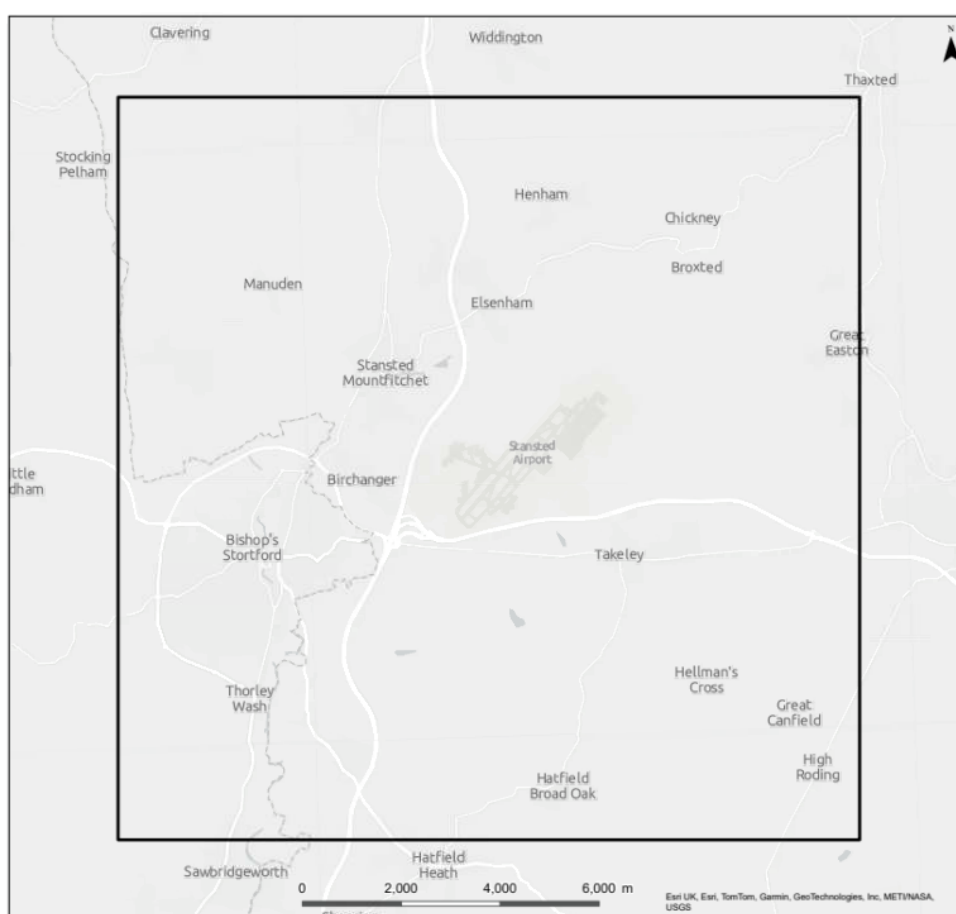 Clavering
Widdington
N
Thaxted
Stocking
Pelham
Henham
Chickney
Broxted
Manuden
Elsenham
Great
Easton
Stansted
Mountfitchet
Stansted
Airport
ttle
dham
Birchanger
Bishop's
Stortford
Takeley
Hellman's
Cross
Thorley
Wash
Great
Canfield
High
Roding
Hatfield
Broad Oak
Sawbridgeworth
Hatfield
Heath
0 2,000 4,000 6,000 m
Esri UK, Esri, TomTom, Garmin, GeoTechnologies, Inc, METI/NASA,
USGS